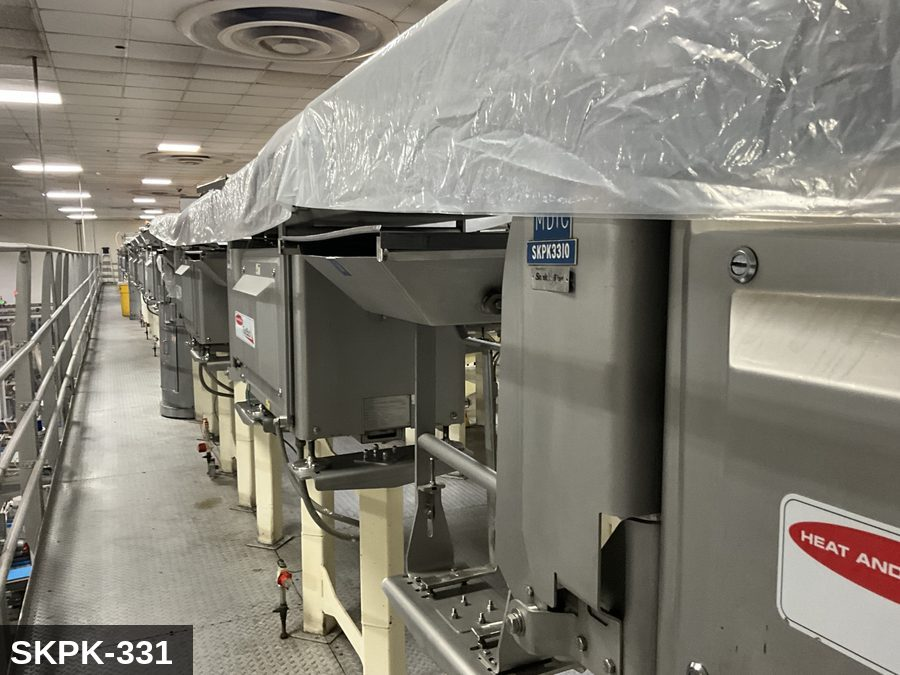 MDIC
SKPK3310
HEAT AND
SKPK-331